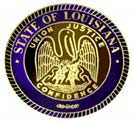 STATE OF LOUISIANA
UNION JUSTICE
CONFIDENCE